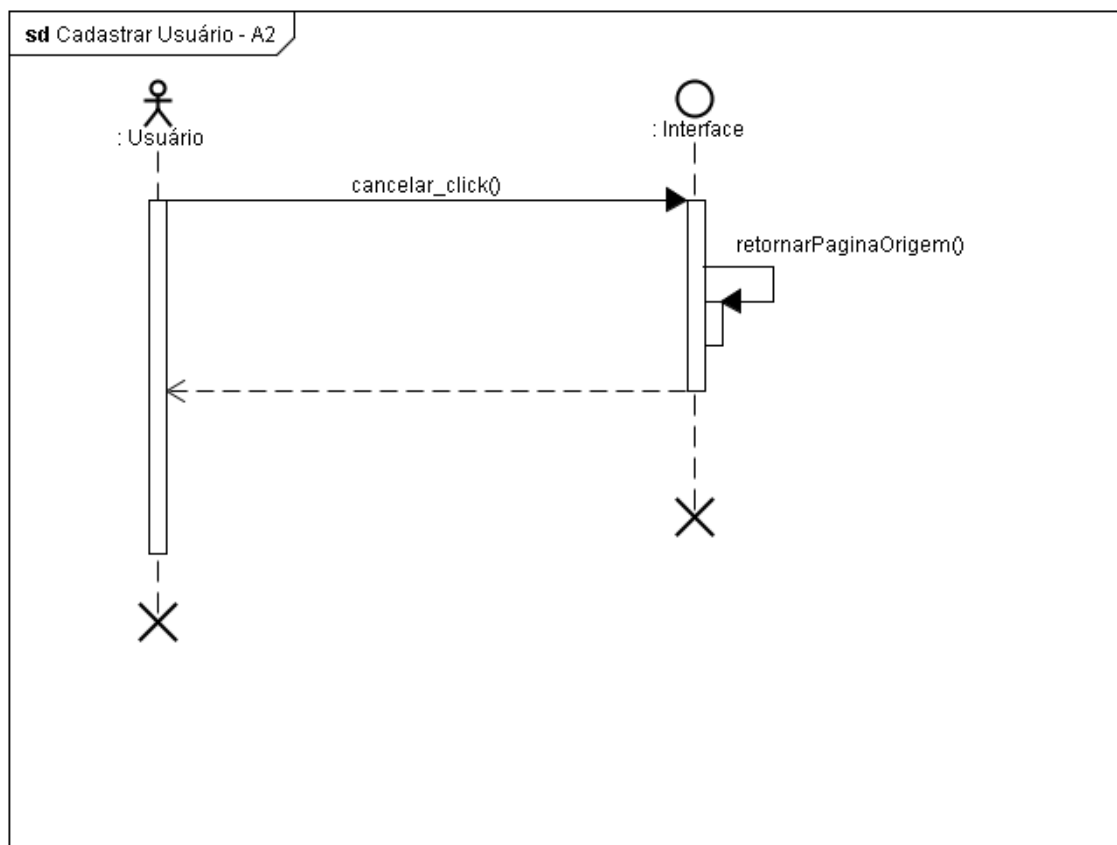 sd Cadastrar Usuário - A2
: Usuário
: Interface
cancelar_click()
retornarPaginaOrigem()